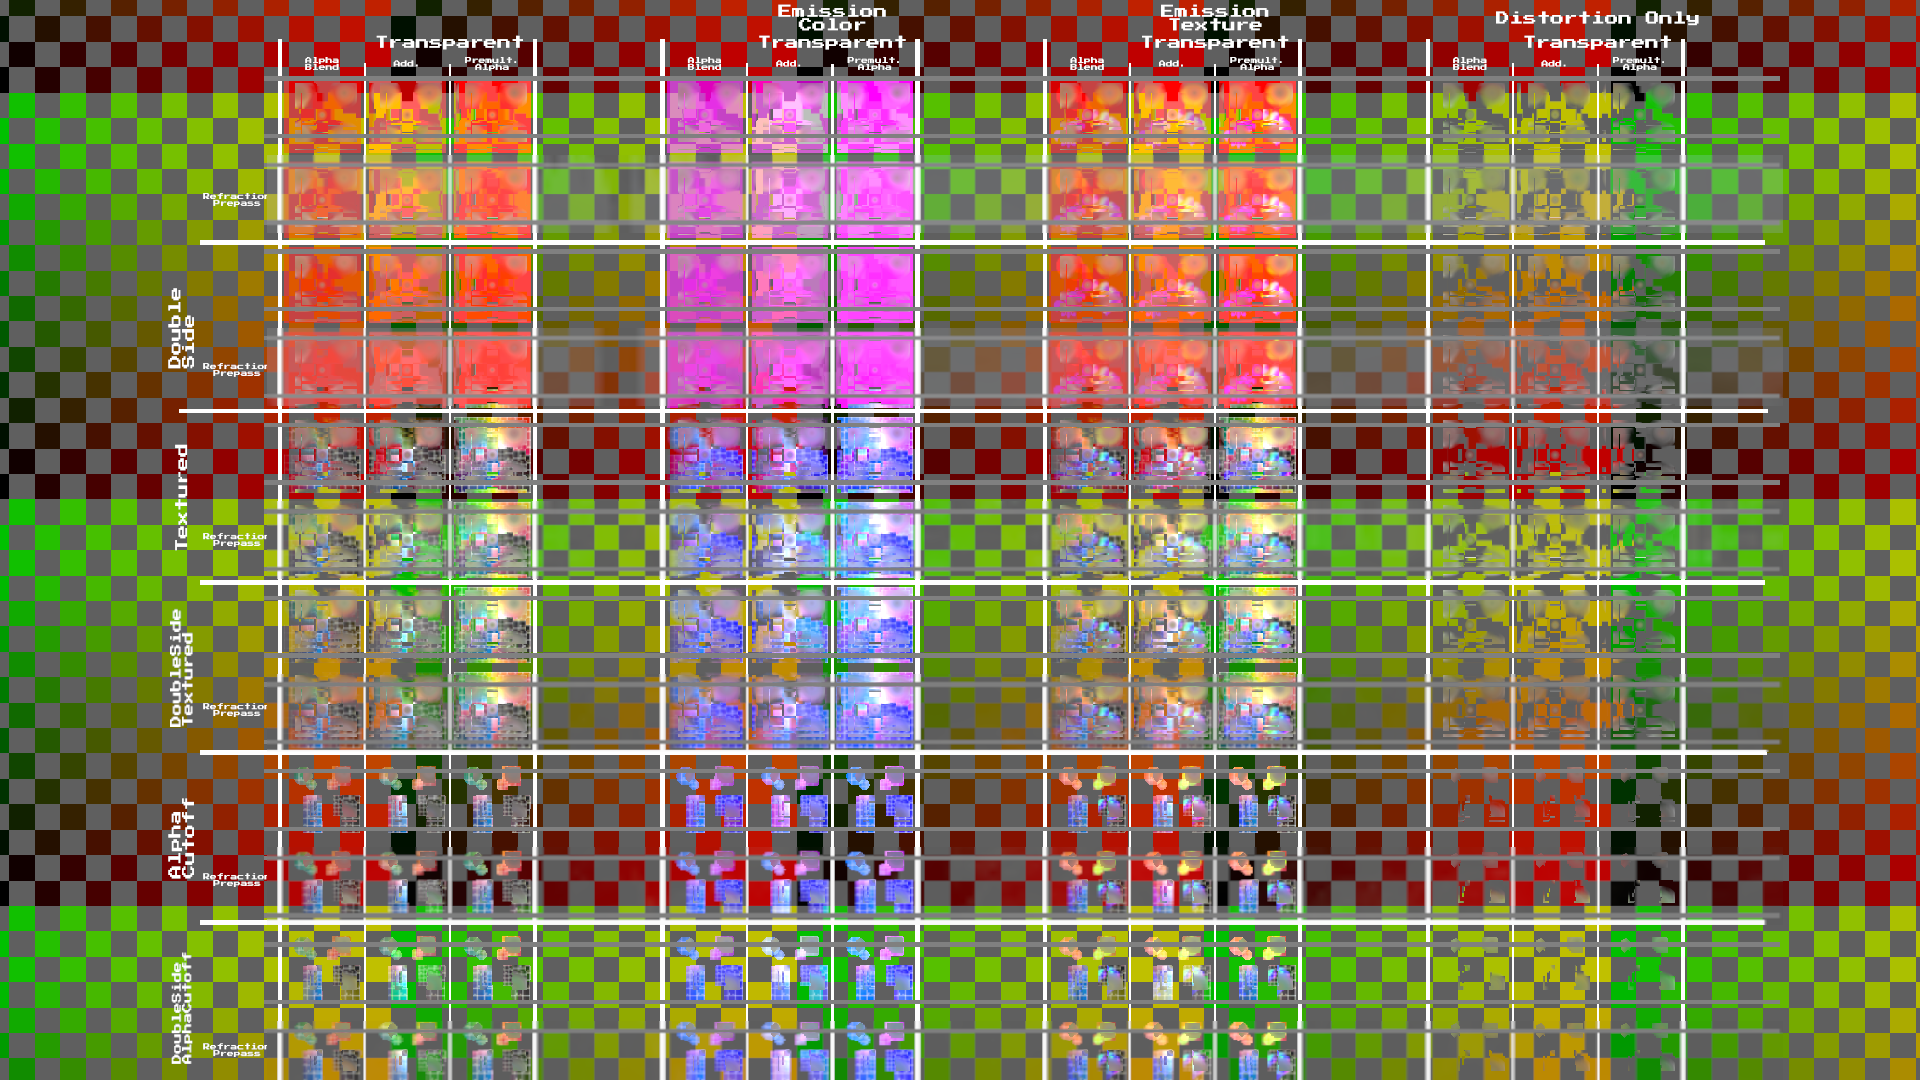 Emission
Color
Emission
Texture
Distortion Only
Transparent
Transparent
Transparent
Transparent
Alpha
Blend
Add.
Premult.
Alpha
Alpha
Blend
Add.
Premult.
Alpha
Alpha
Blend
Add.
Premult.
Alpha
Alpha
Blend
Add.
Premult.
Alpha
Refraction
Prepass
Double
Side
Refraction
Prepass
Textured
Refraction
Prepass
DoubleSide
Textured
Refraction
Prepass
Alpha
Cutoff
Refraction
Prepass
DoubleSide
AlphaCutoff
Refraction
Prepass